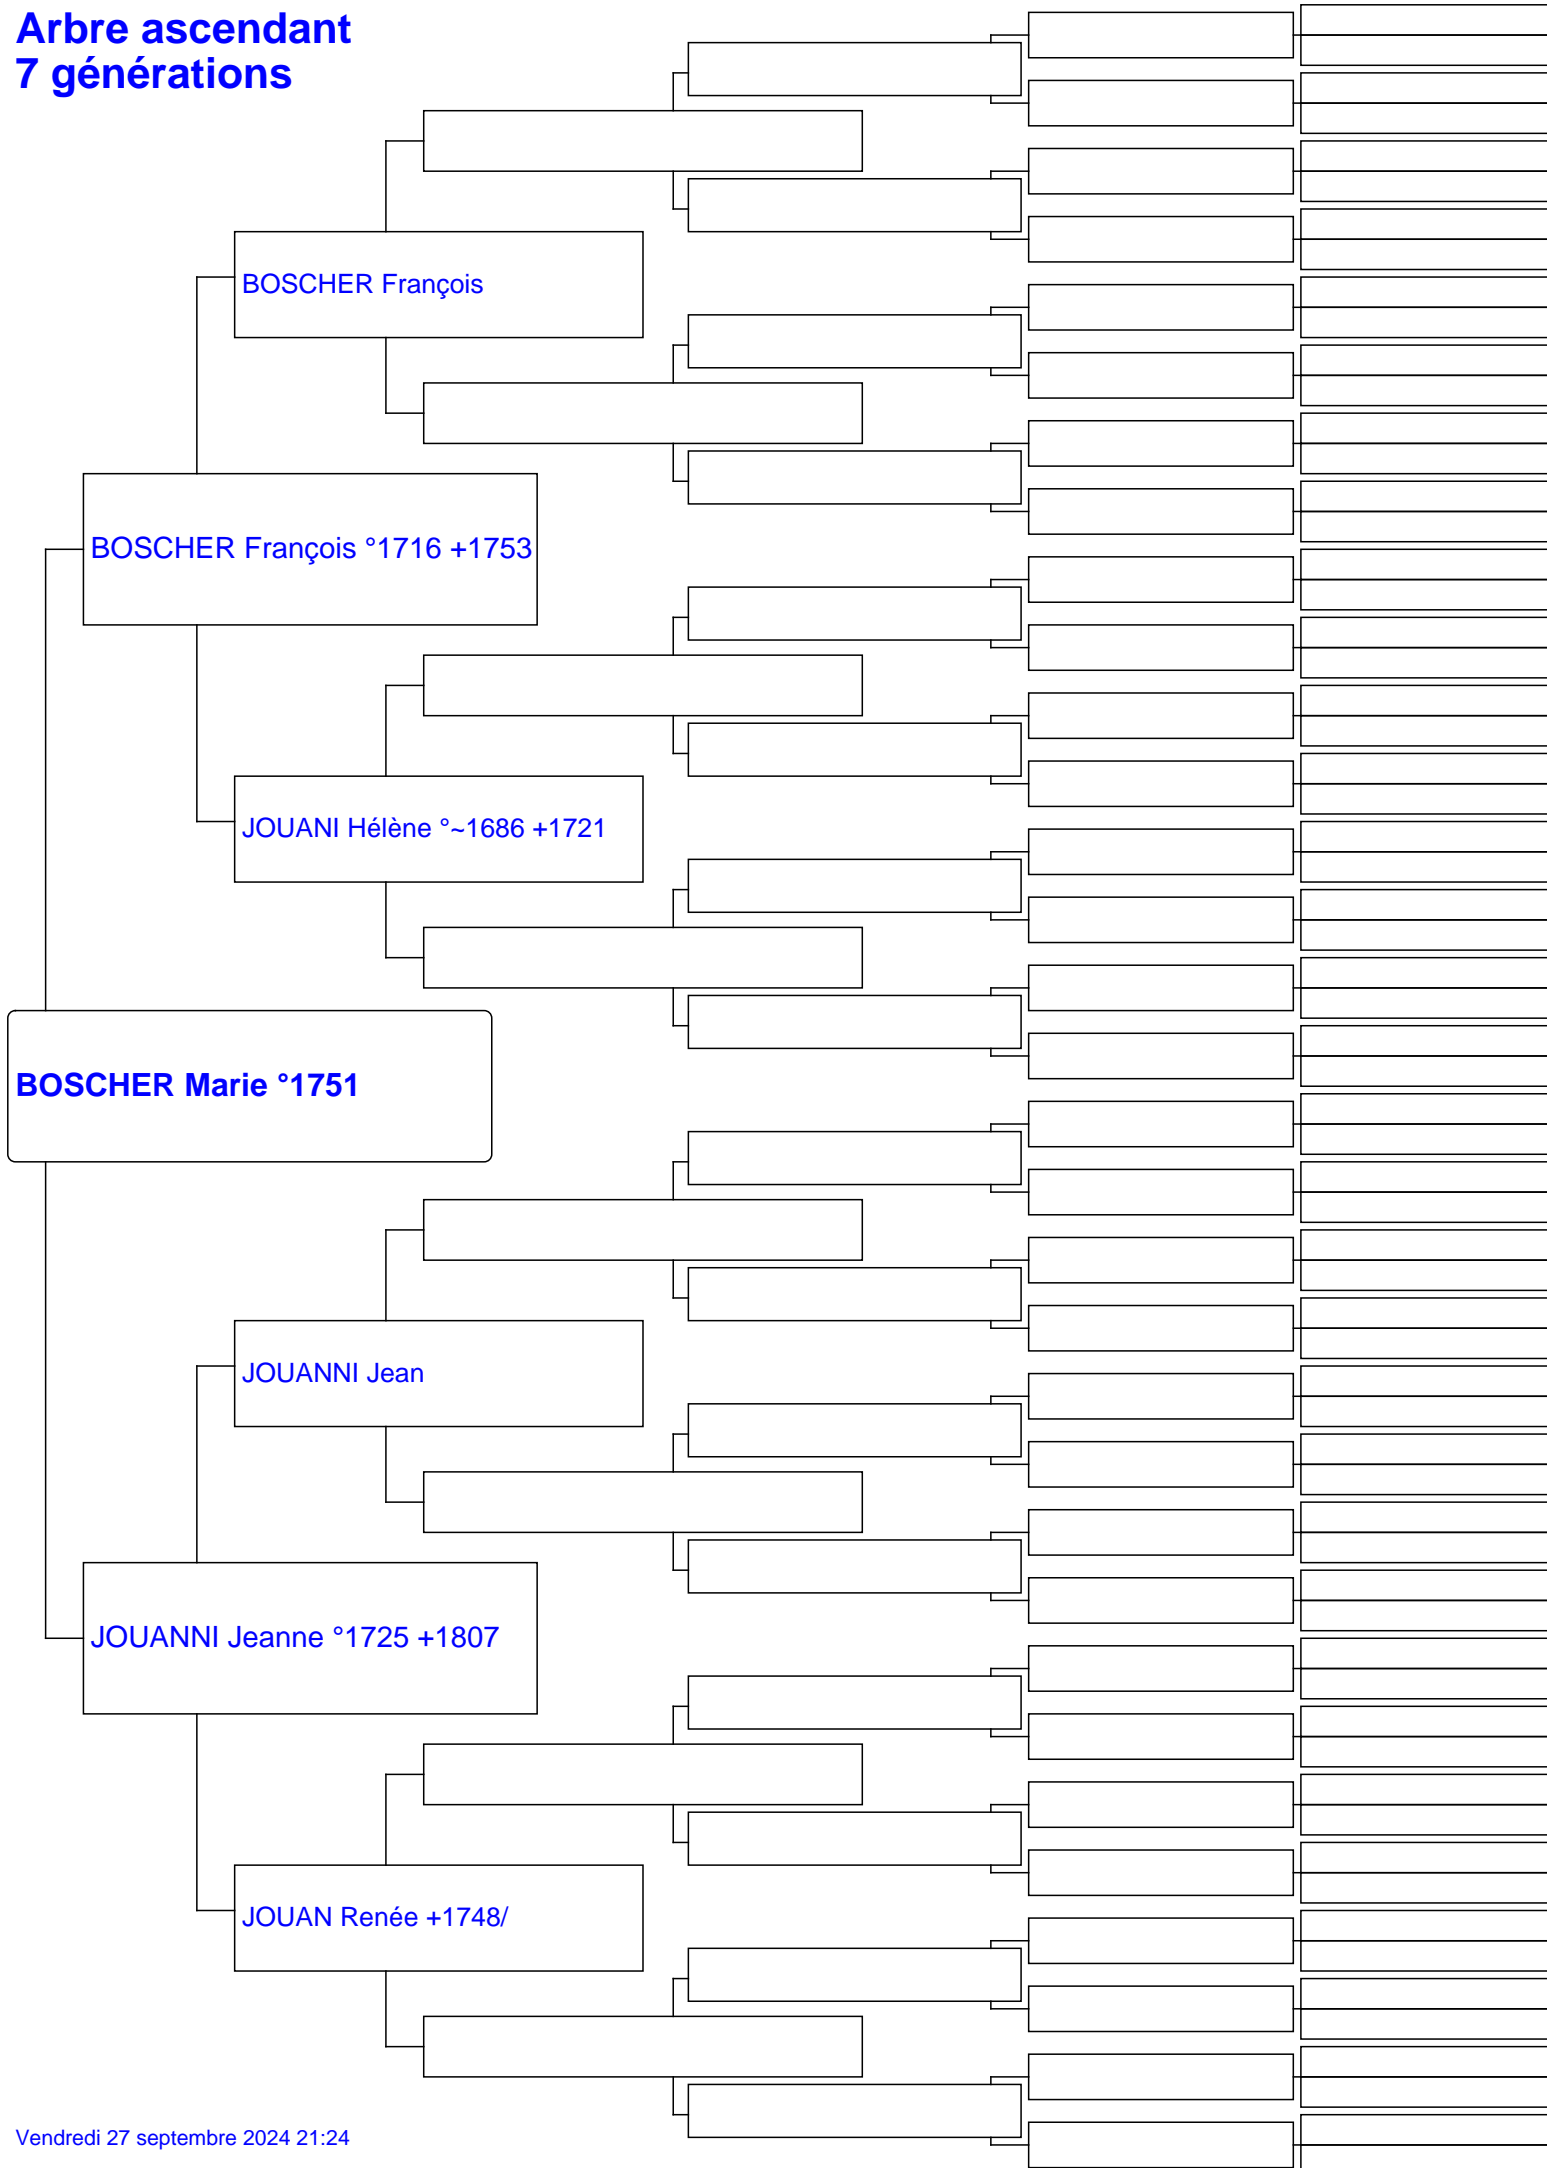 Arbre ascendant
7 générations
BOSCHER François
BOSCHER François °1716 +1753
JOUANI Hélène °~1686 +1721
BOSCHER Marie °1751
JOUANNI Jean
JOUANNI Jeanne °1725 +1807
JOUAN Renée +1748/
Vendredi 27 septembre 2024 21:24